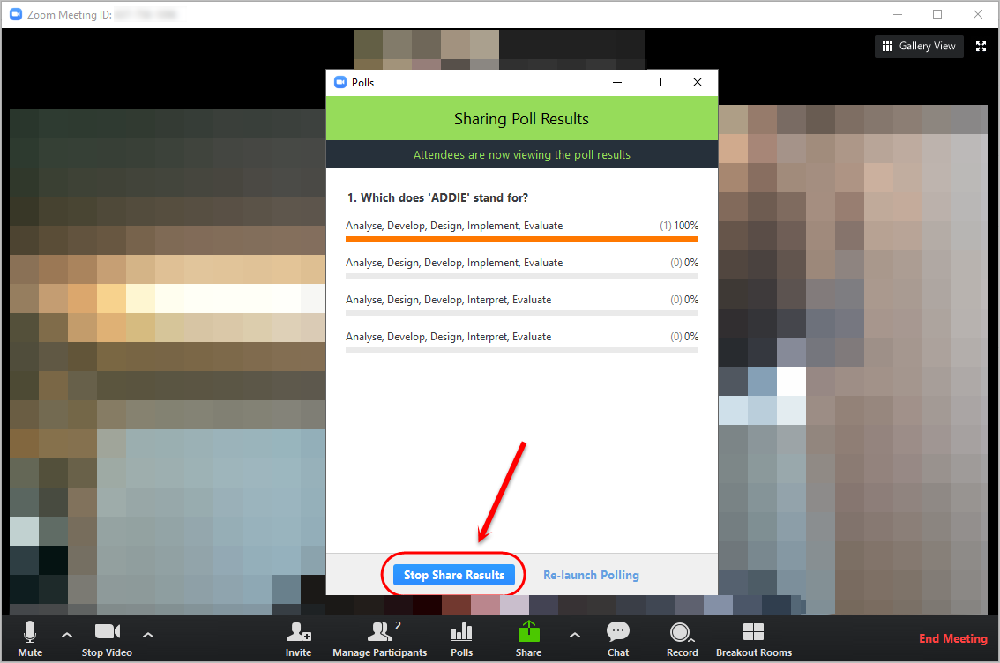 Zoom Meeting ID:
Gallery View
Polls
Sharing Poll Results
Attendees are now viewing the poll results
1. Which does 'ADDIE' stand for?
Analyse, Develop, Design, Implement, Evaluate (1) 100%
Analyse, Design, Develop, Implement, Evaluate (0) 0%
Analyse, Design, Develop, Interpret, Evaluate (0) 0%
Analyse, Develop, Design, Interpret, Evaluate (0) 0%
Stop Share Results Re-launch Polling
2
Mute Stop Video Invite Manage Participants Polls Share Chat Record Breakout Rooms End Meeting